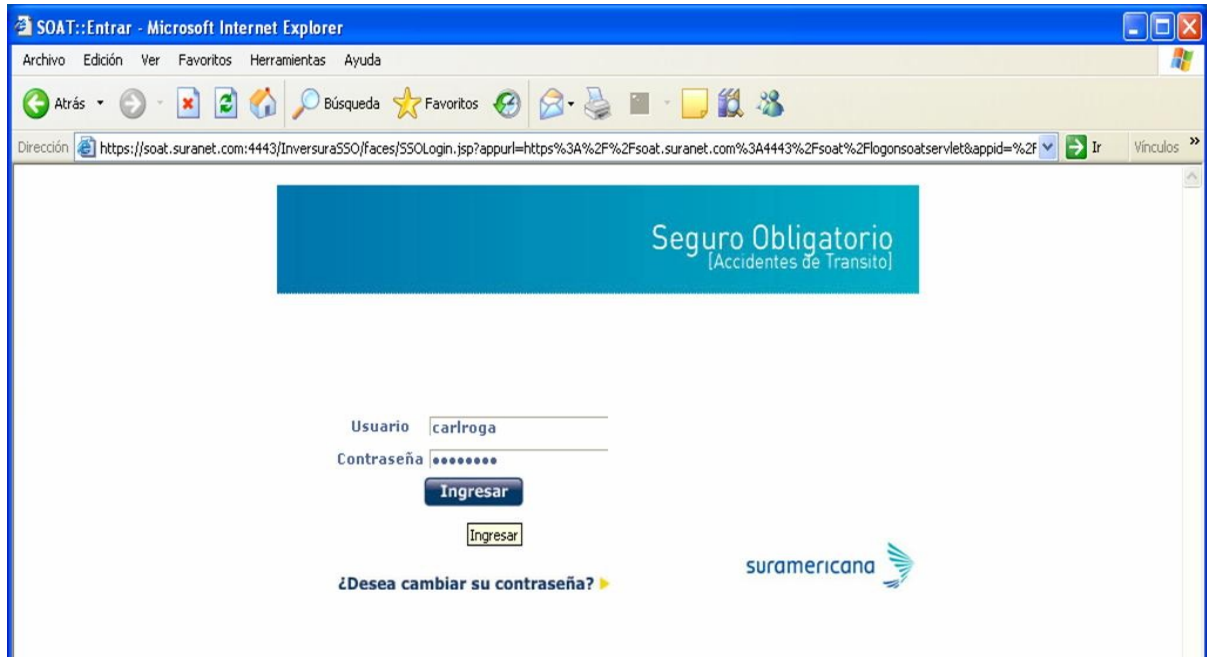 SOAT::Entrar - Microsoft Internet Explorer
Archivo Edición Ver Favoritos Herramientas Ayuda
Atrás Búsqueda Favoritos
Dirección https://soat.suranet.com:4443/InversuraSSO/faces/SSOLogin.jsp?appurl=https%3A%2F%2Fsoat.suranet.com%3A4443%2Fsoat%2Flogonsoatservlet&appid=%2F Ir Vínculos »
Seguro Obligatorio
[Accidentes de Transito]
Usuario carlroga
Contraseña ••••••••
Ingresar
Ingresar
suramericana
¿Desea cambiar su contraseña?